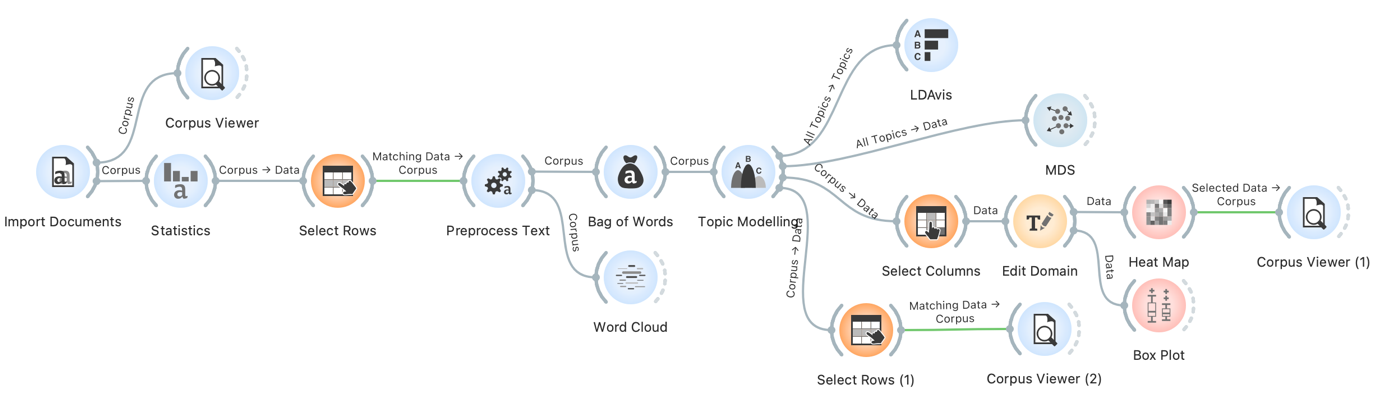 A
B
C
LDAvis
All Topics → Topics
Corpus
Corpus Viewer
All Topics → Data
MDS
a
Import Documents
Corpus
a
Statistics
Corpus → Data
Select Rows
Matching Data →
Corpus
a
Preprocess Text
Corpus
a
Bag of Words
Corpus
A B C
Topic Modelling
Corpus
Word Cloud
Corpus → Data
Select Columns
Data
T
Edit Domain
Data
Heat Map
Selected Data →
Corpus
Corpus Viewer (1)
Data
Box Plot
Corpus → Data
Select Rows (1)
Matching Data →
Corpus
Corpus Viewer (2)